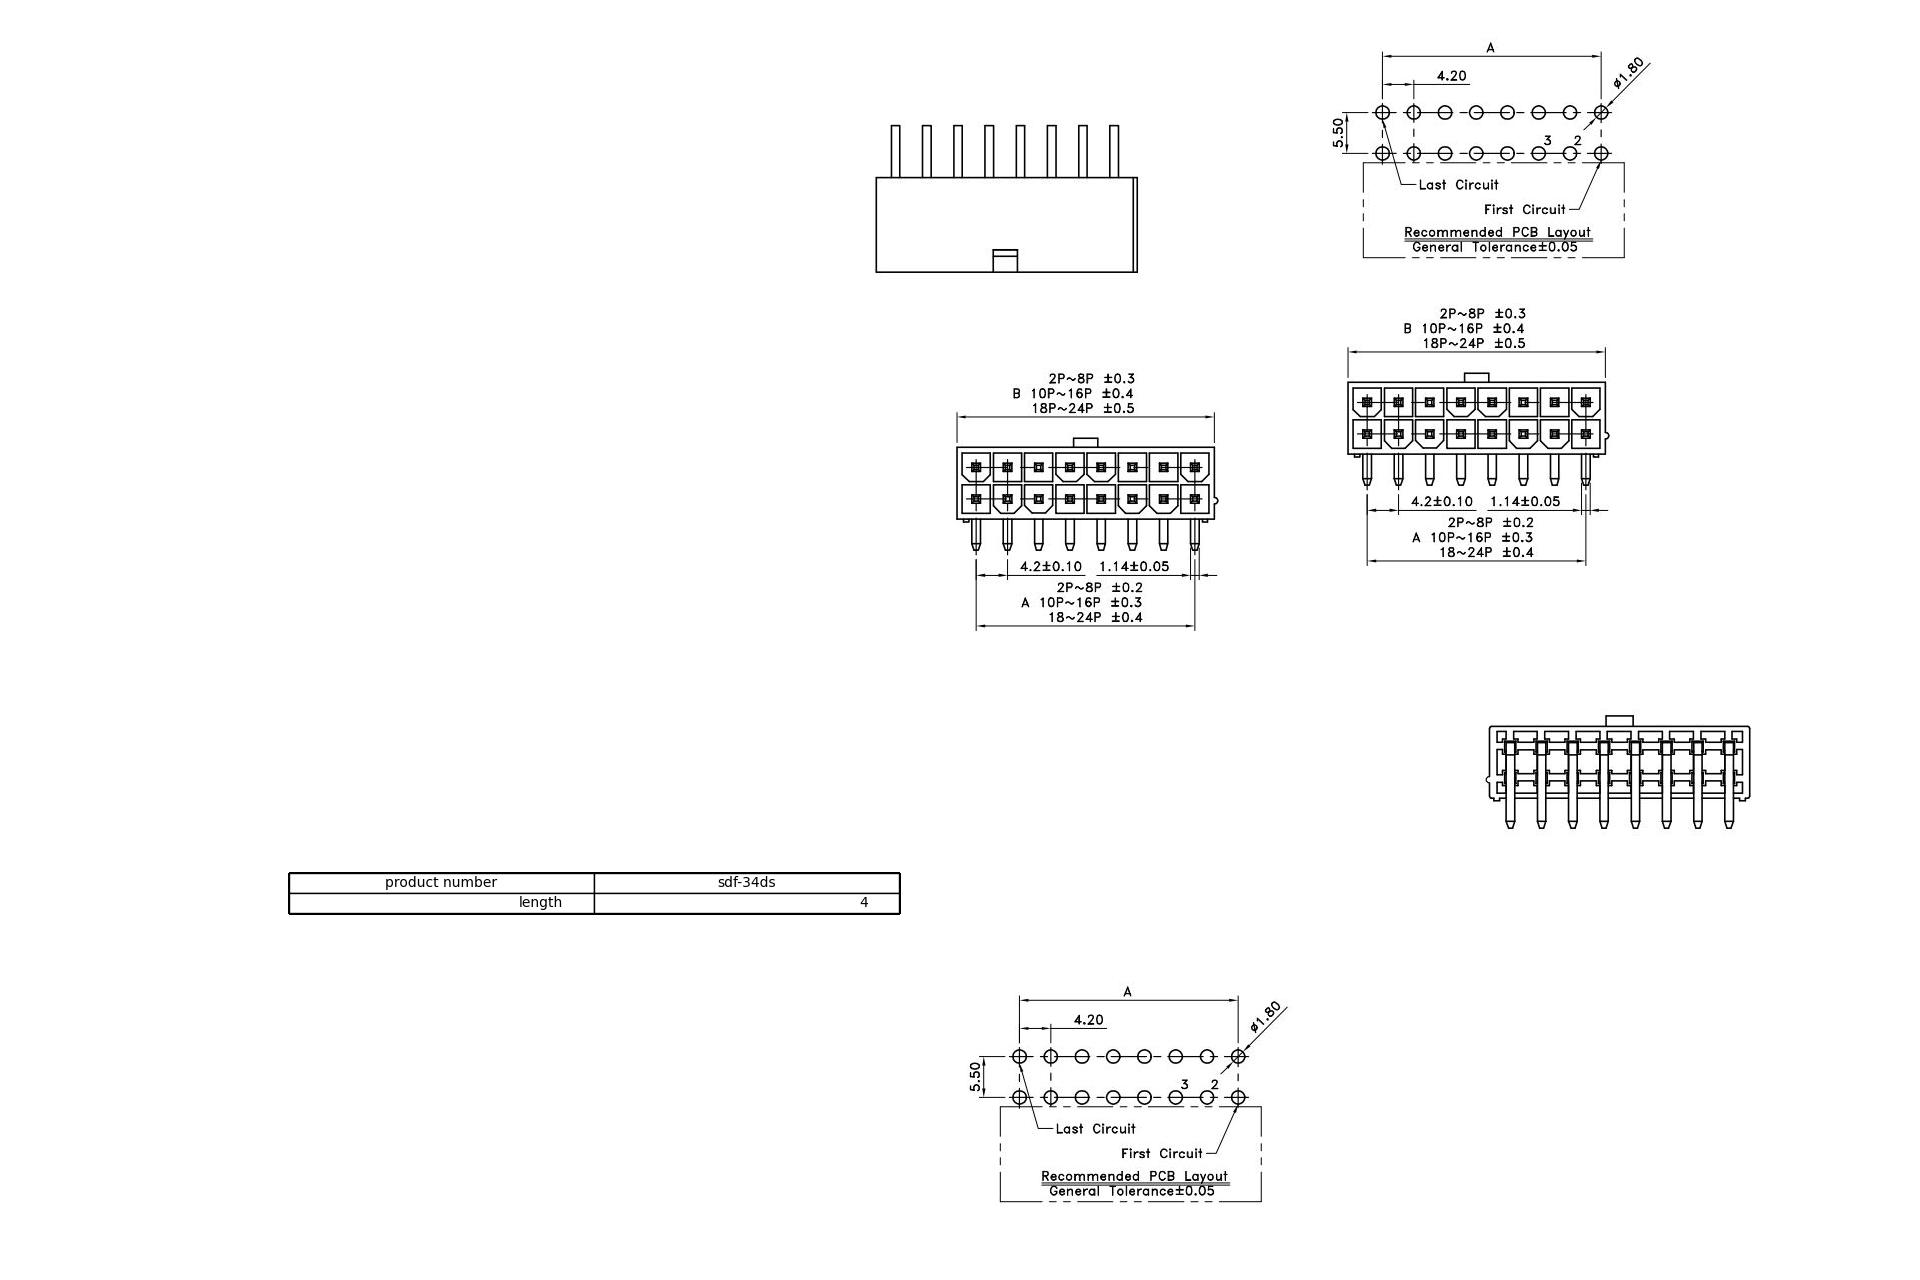 A
4.20
ø1.80
5.50
3 2
Last Circuit
First Circuit
Recommended PCB Layout
General Tolerance±0.05
2P~8P ±0.3
B 10P~16P ±0.4
18P~24P ±0.5
4.2±0.10 1.14±0.05
2P~8P ±0.2
A 10P~16P ±0.3
18~24P ±0.4
2P~8P ±0.3
B 10P~16P ±0.4
18P~24P ±0.5
4.2±0.10 1.14±0.05
2P~8P ±0.2
A 10P~16P ±0.3
18~24P ±0.4
product number sdf-34ds
length 4
A
4.20
ø1.80
5.50
3 2
Last Circuit
First Circuit
Recommended PCB Layout
General Tolerance±0.05